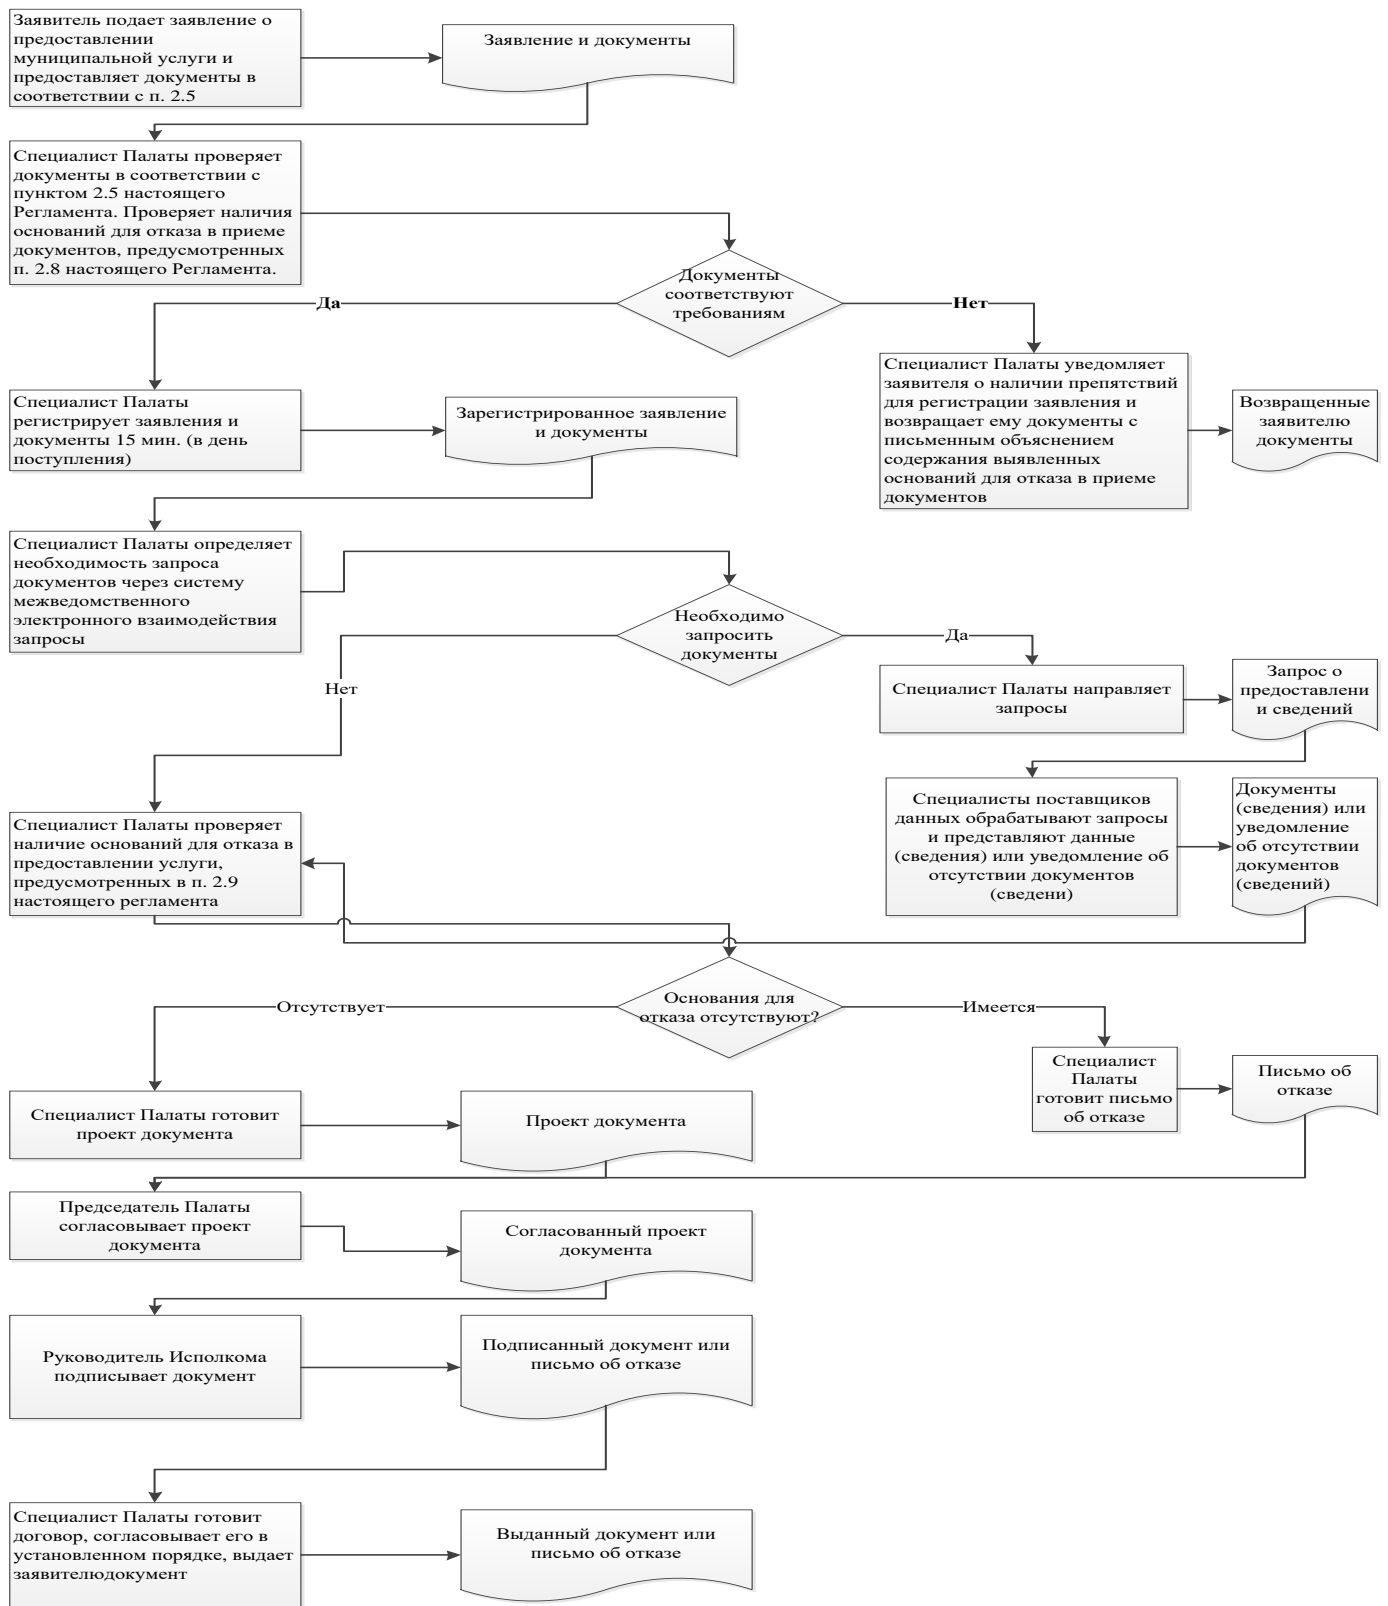 Заявитель подает заявление о
предоставлении
муниципальной услуги и
предоставляет документы в
соответствии с п. 2.5
Заявление и документы
Специалист Палаты проверяет
документы в соответствии с
пунктом 2.5 настоящего
Регламента. Проверяет наличия
оснований для отказа в приеме
документов, предусмотренных
п. 2.8 настоящего Регламента.
Документы
соответствуют
требованиям
Да
Нет
Специалист Палаты
регистрирует заявления и
документы 15 мин. (в день
поступления)
Зарегистрированное заявление
и документы
Специалист Палаты уведомляет
заявителя о наличии препятствий
для регистрации заявления и
возвращает ему документы с
письменным объяснением
содержания выявленных
оснований для отказа в приеме
документов
Возвращенные
заявителю
документы
Специалист Палаты определяет
необходимость запроса
документов через систему
межведомственного
электронного взаимодействия
запросы
Необходимо
запросить
документы
Да
Нет
Специалист Палаты направляет
запросы
Запрос о
предоставлени
и сведений
Специалисты поставщиков
данных обрабатывают запросы
и представляют данные
(сведения) или уведомление об
отсутствии документов
(сведени)
Документы
(сведения) или
уведомление
об отсутствии
документов
(сведений)
Специалист Палаты проверяет
наличие оснований для отказа в
предоставлении услуги,
предусмотренных в п. 2.9
настоящего регламента
Основания для
отказа отсутствуют?
Отсутствует
Имеется
Специалист
Палаты
готовит письмо
об отказе
Письмо об
отказе
Специалист Палаты готовит
проект документа
Проект документа
Председатель Палаты
согласовывает проект
документа
Согласованный проект
документа
Руководитель Исполкома
подписывает документ
Подписанный документ или
письмо об отказе
Специалист Палаты готовит
договор, согласовывает его в
установленном порядке, выдает
заявителюдокумент
Выданный документ или
письмо об отказе